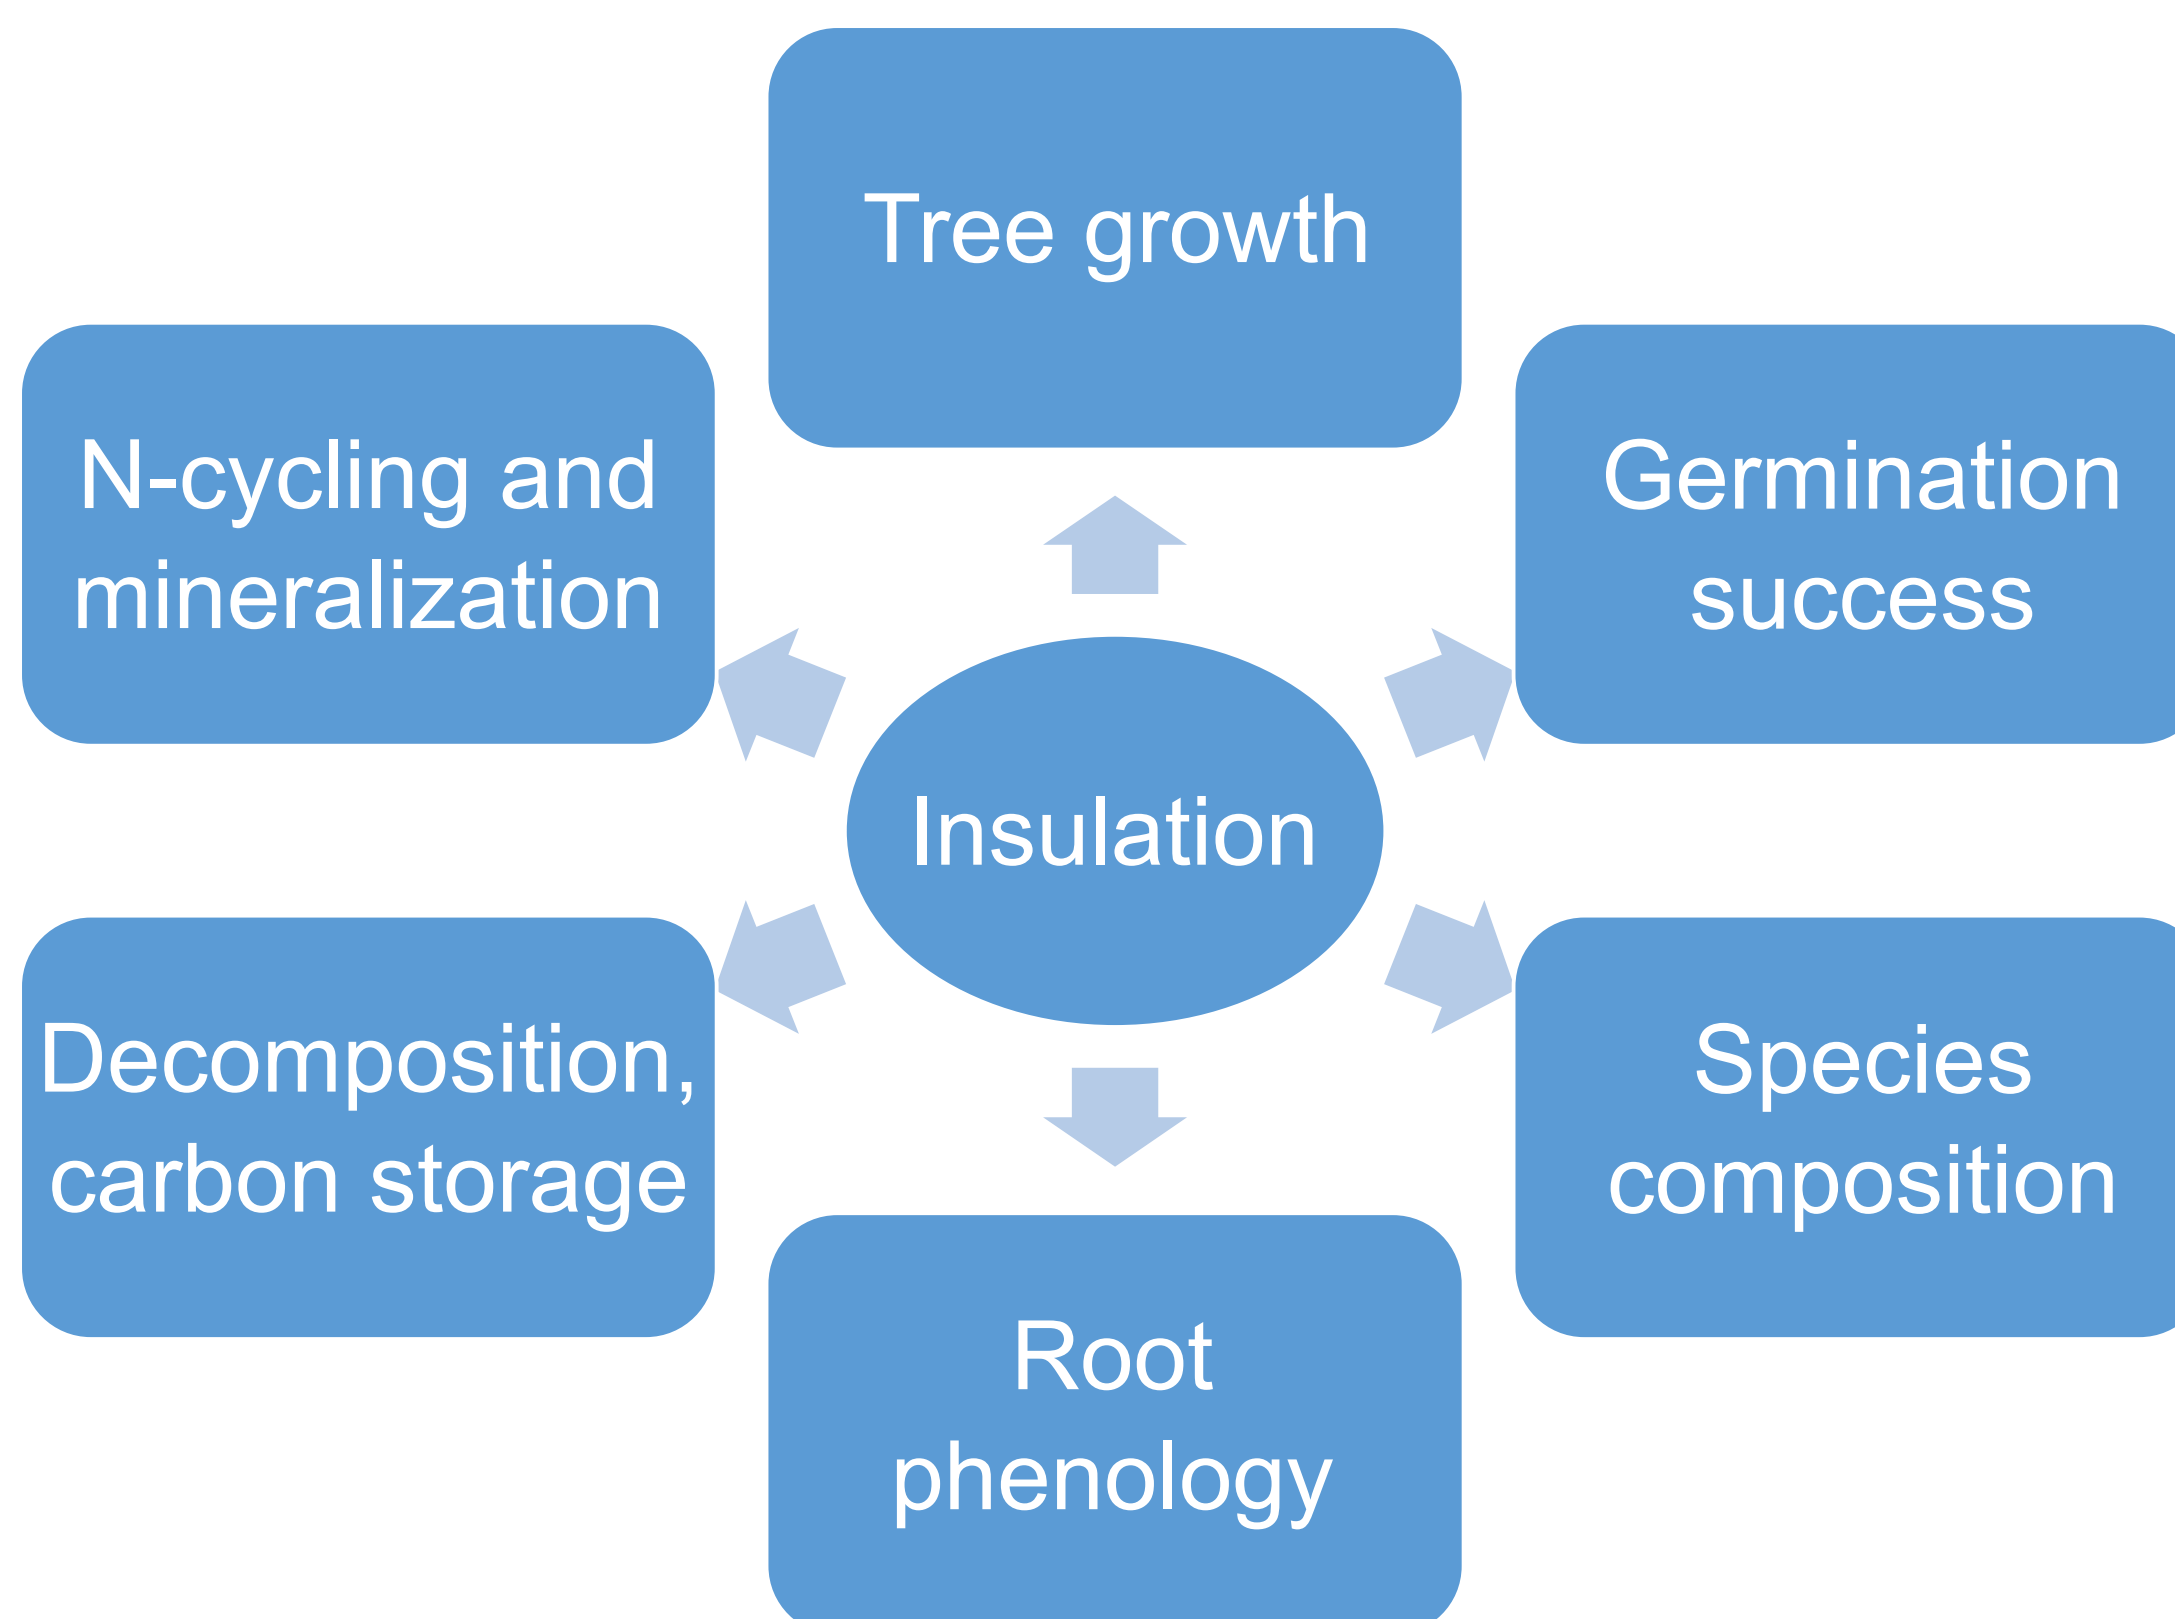 Tree growth
N-cycling and
mineralization
Germination
success
Insulation
Decomposition,
carbon storage
Species
composition
Root
phenology